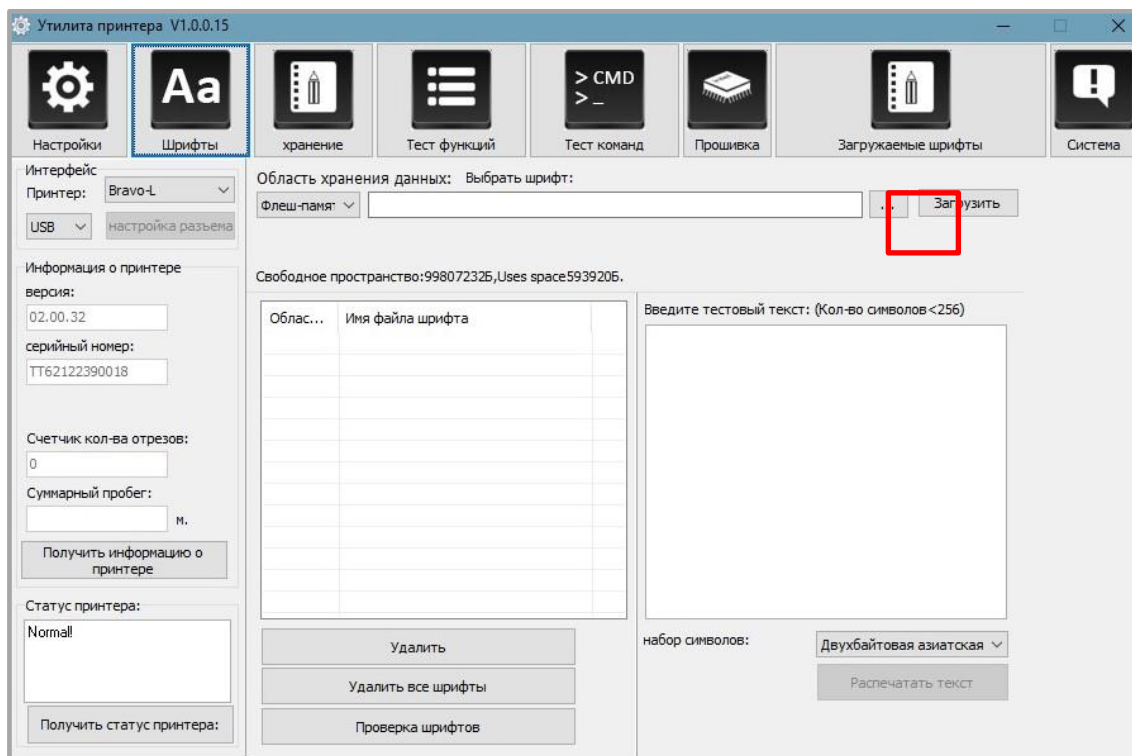 Утилита принтера V1.0.0.15
Aa
> CMD
> _
Настройки
Шрифты
хранение
Тест функций
Тест команд
Прошивка
Загружаемые шрифты
Система
Интерфейс
Принтер:
Bravo-L
USB
настройка разъема
Информация о принтере
версия:
02.00.32
серийный номер:
TT62122390018
Счетчик кол-ва отрезов:
0
Суммарный пробег:
м.
Получить информацию о
принтере
Статус принтера:
Normal!
Получить статус принтера:
Область хранения данных: Выбрать шрифт:
Флеш-памят
...
Загрузить
Свободное пространство:99807232Б,Uses space593920Б.
Облас...
Имя файла шрифта
Удалить
Удалить все шрифты
Проверка шрифтов
Введите тестовый текст: (Кол-во символов<256)
набор символов:
Двухбайтовая азиатская
Распечатать текст